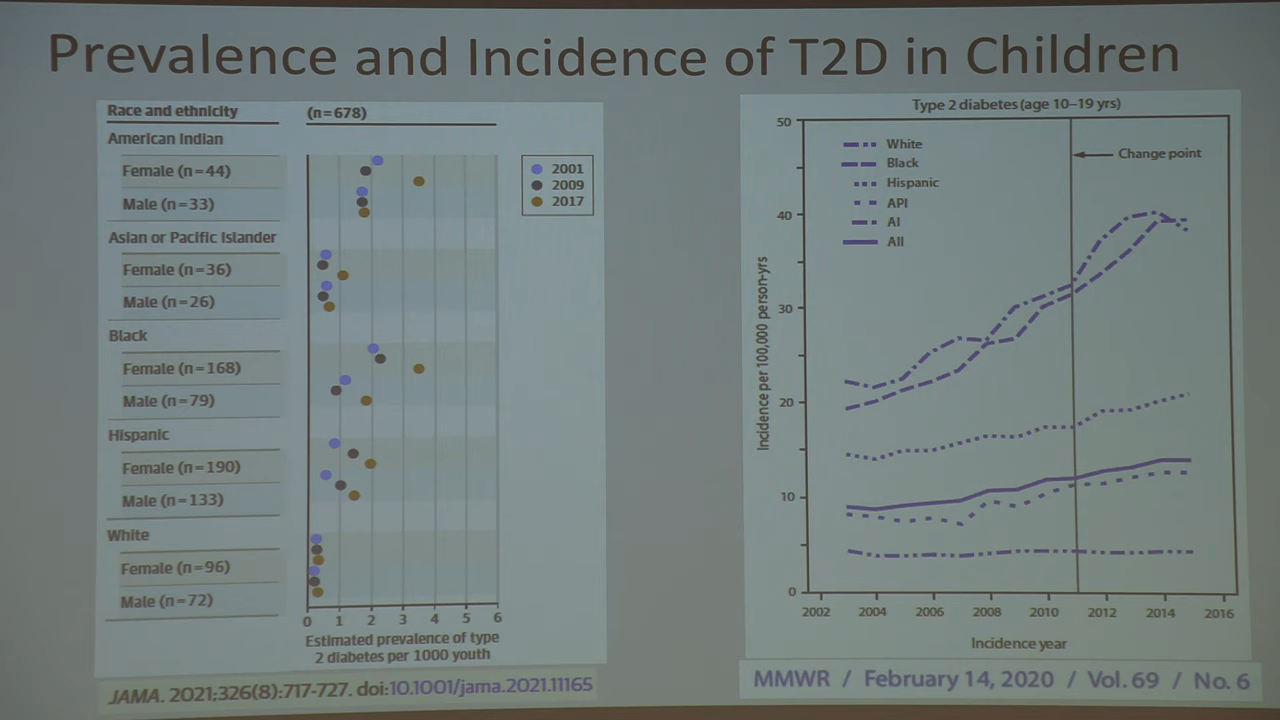 Prevalence and Incidence of T2D in Children
Race and ethnicity
(n=678)
American Indian
Female (n=44)
Male (n=33)
Asian or Pacific Islander
Female (n=36)
Male (n=26)
Black
Female (n=168)
Male (n=79)
Hispanic
Female (n=190)
Male (n=133)
White
Female (n=96)
Male (n=72)
2001
2009
2017
0 1 2 3 4 5 6
Estimated prevalence of type
2 diabetes per 1000 youth
JAMA. 2021;326(8):717-727. doi:10.1001/jama.2021.11165
Type 2 diabetes (age 10–19 yrs)
White
Black
Hispanic
API
AI
All
Change point
50
40
30
20
10
0
Incidence per 100,000 person-yrs
2002 2004 2006 2008 2010 2012 2014 2016
Incidence year
MMWR / February 14, 2020 / Vol. 69 / No. 6